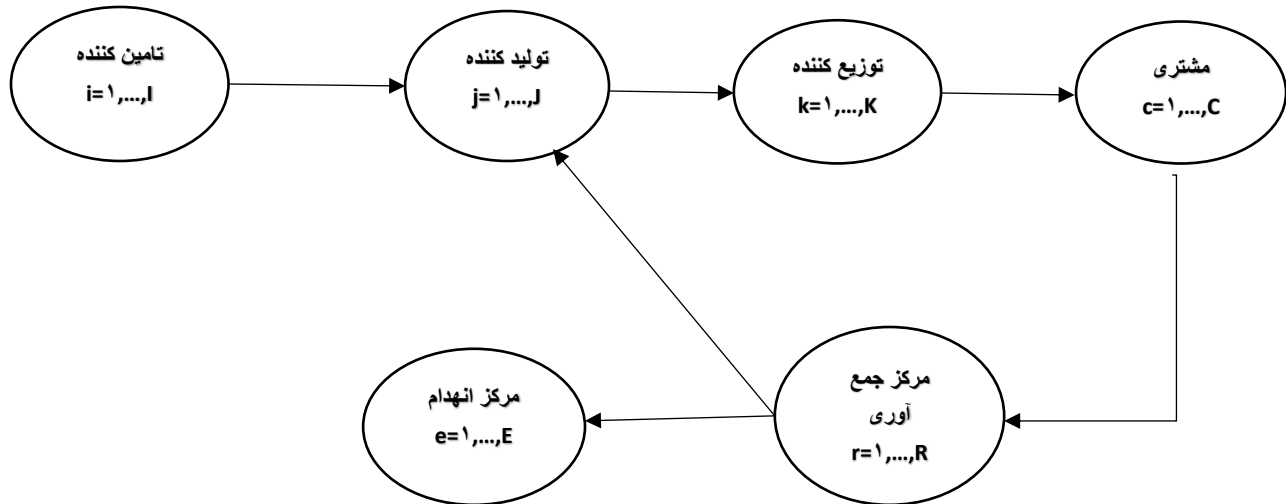 تامین کننده
i=۱,...,I
تولید کننده
j=۱,...,J
توزیع کننده
k=۱,...,K
مشتری
c=۱,...,C
مرکز جمع
آوری
r=۱,...,R
مرکز انهدام
e=۱,...,E